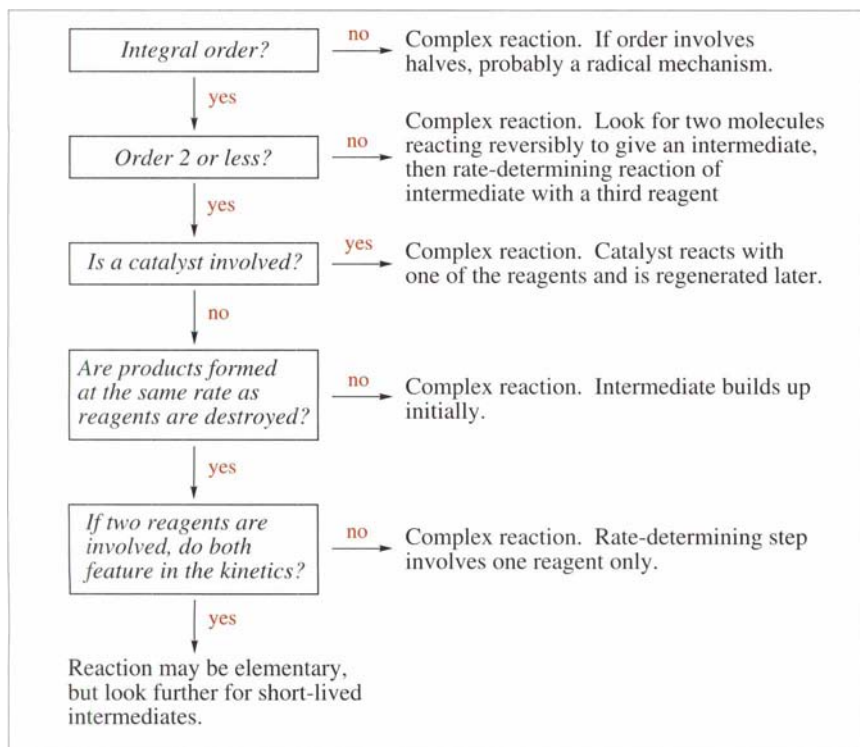 Integral order?
no
Complex reaction. If order involves
halves, probably a radical mechanism.
yes
Order 2 or less?
no
Complex reaction. Look for two molecules
reacting reversibly to give an intermediate,
then rate-determining reaction of
intermediate with a third reagent
yes
Is a catalyst involved?
yes
Complex reaction. Catalyst reacts with
one of the reagents and is regenerated later.
no
Are products formed
at the same rate as
reagents are destroyed?
no
Complex reaction. Intermediate builds up
initially.
yes
If two reagents are
involved, do both
feature in the kinetics?
no
Complex reaction. Rate-determining step
involves one reagent only.
yes
Reaction may be elementary,
but look further for short-lived
intermediates.